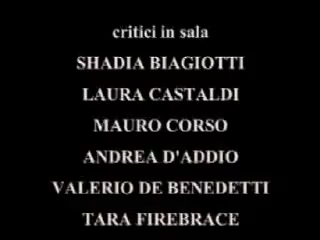 critici in sala
SHADIA BIAGIOTTI
LAURA CASTALDI
MAURO CORSO
ANDREA D'ADDIO
VALERIO DE BENEDETTI
TARA FIREBRACE